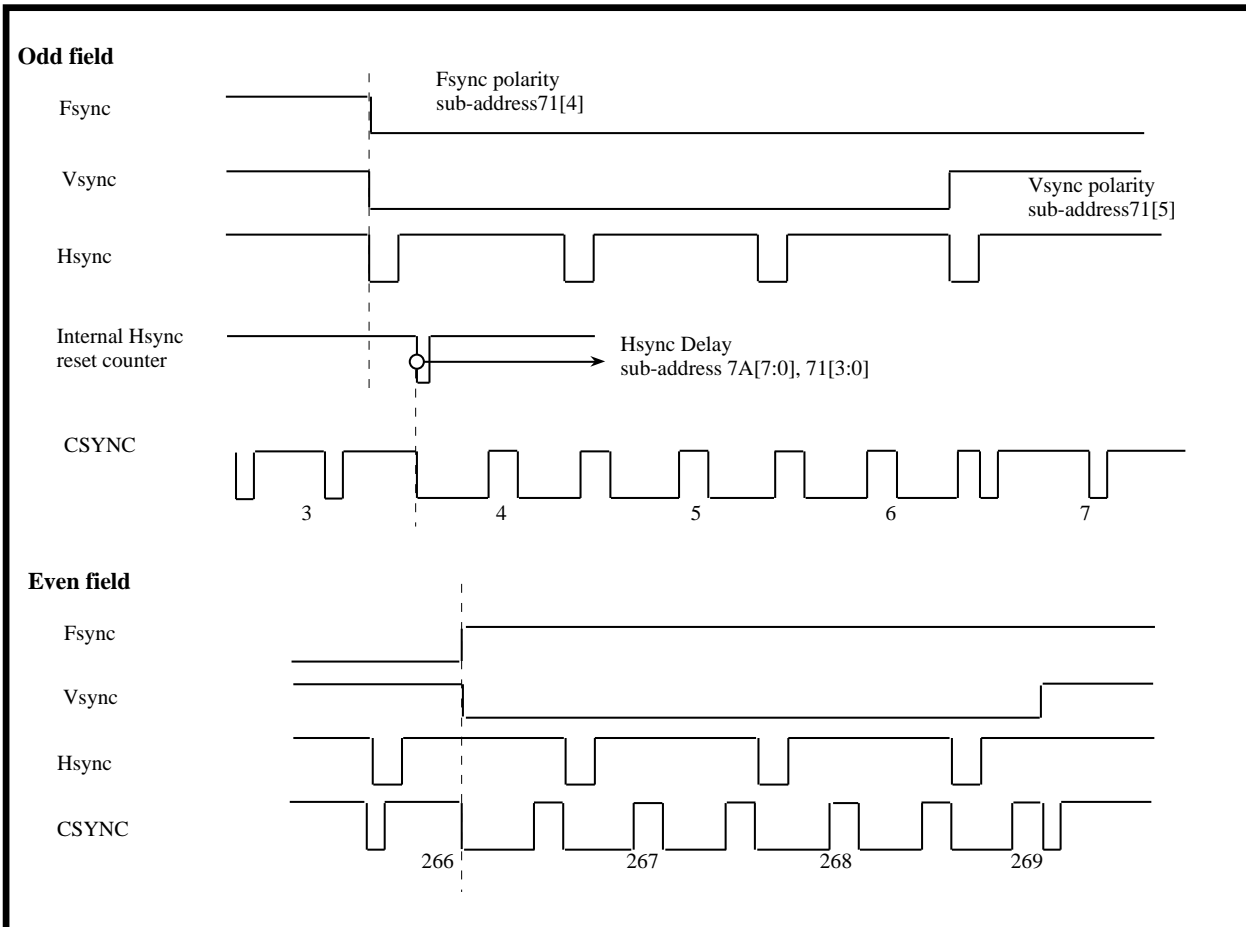 Odd field
Fsync polarity
sub-address71[4]
Fsync
Vsync
Vsync polarity
sub-address71[5]
Hsync
Internal Hsync
reset counter
Hsync Delay
sub-address 7A[7:0], 71[3:0]
CSYNC
3 4 5 6 7
Even field
Fsync
Vsync
Hsync
CSYNC
266 267 268 269